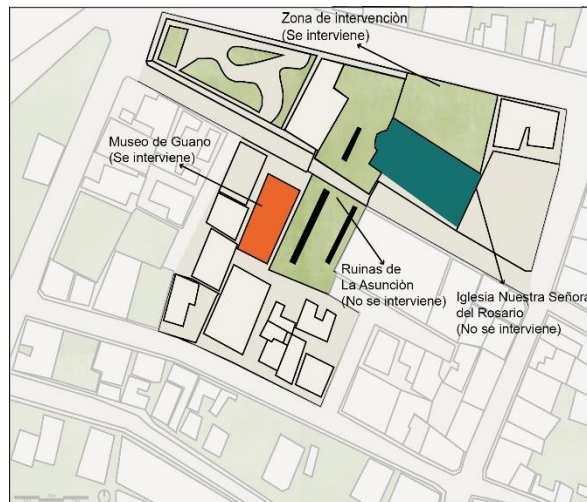 Zona de intervenciòn
(Se interviene)
Museo de Guano
(Se interviene)
Ruinas de
La Asunciòn
(No se interviene)
Iglesia Nuestra Señora
del Rosario
(No se interviene)